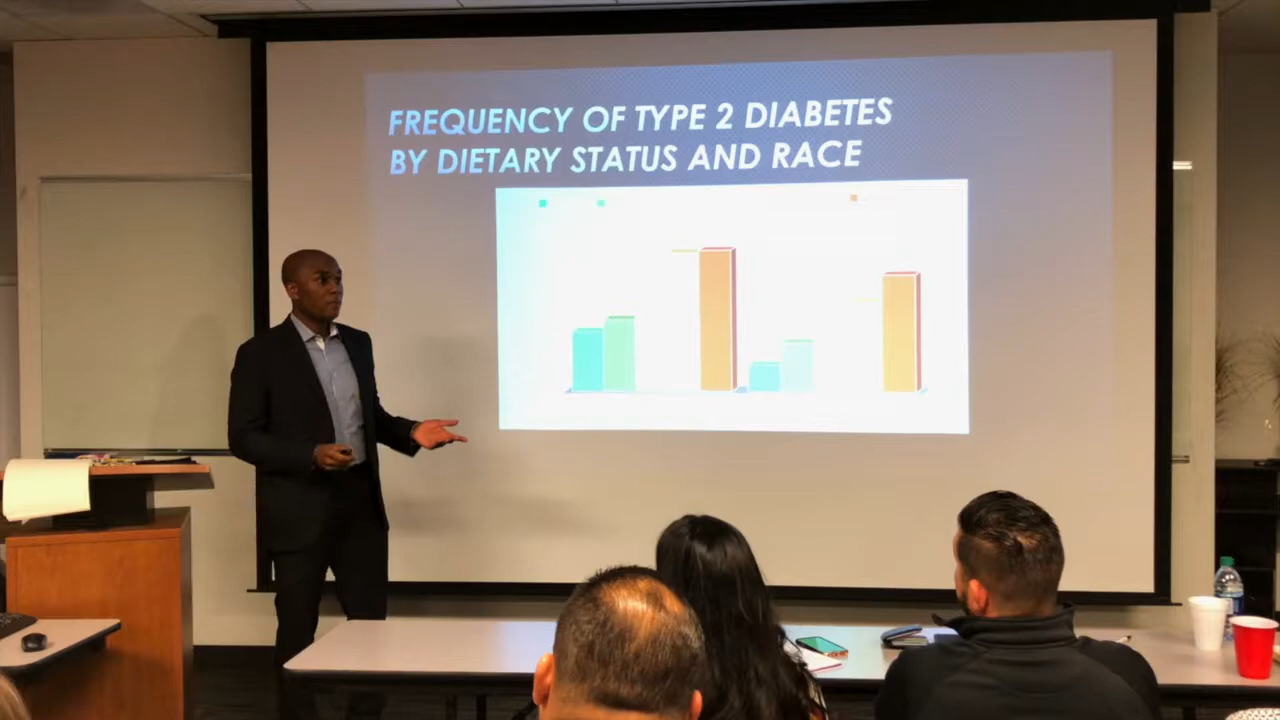 FREQUENCY OF TYPE 2 DIABETES
BY DIETARY STATUS AND RACE